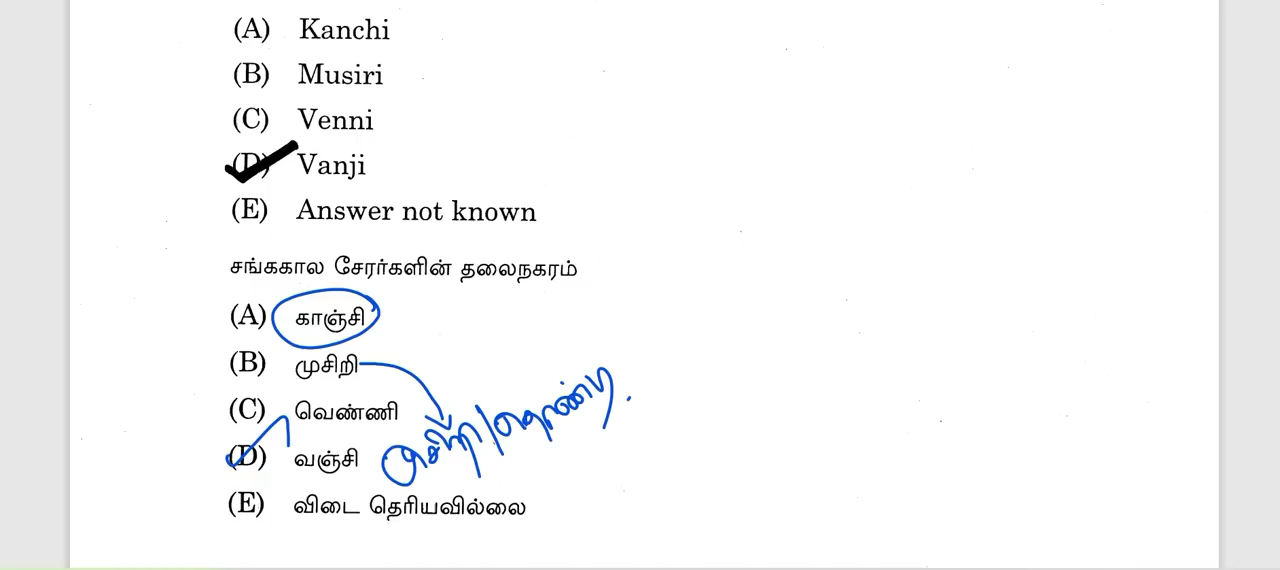 (A) Kanchi
(B) Musiri
(C) Venni
(D) Vanji
(E) Answer not known
சங்ககால சேரர்களின் தலைநகரம்
(A) காஞ்சி
(B) முசிறி
(C) வெண்ணி
முசிறி/தொண்டி.
(D) வஞ்சி
(E) விடை தெரியவில்லை